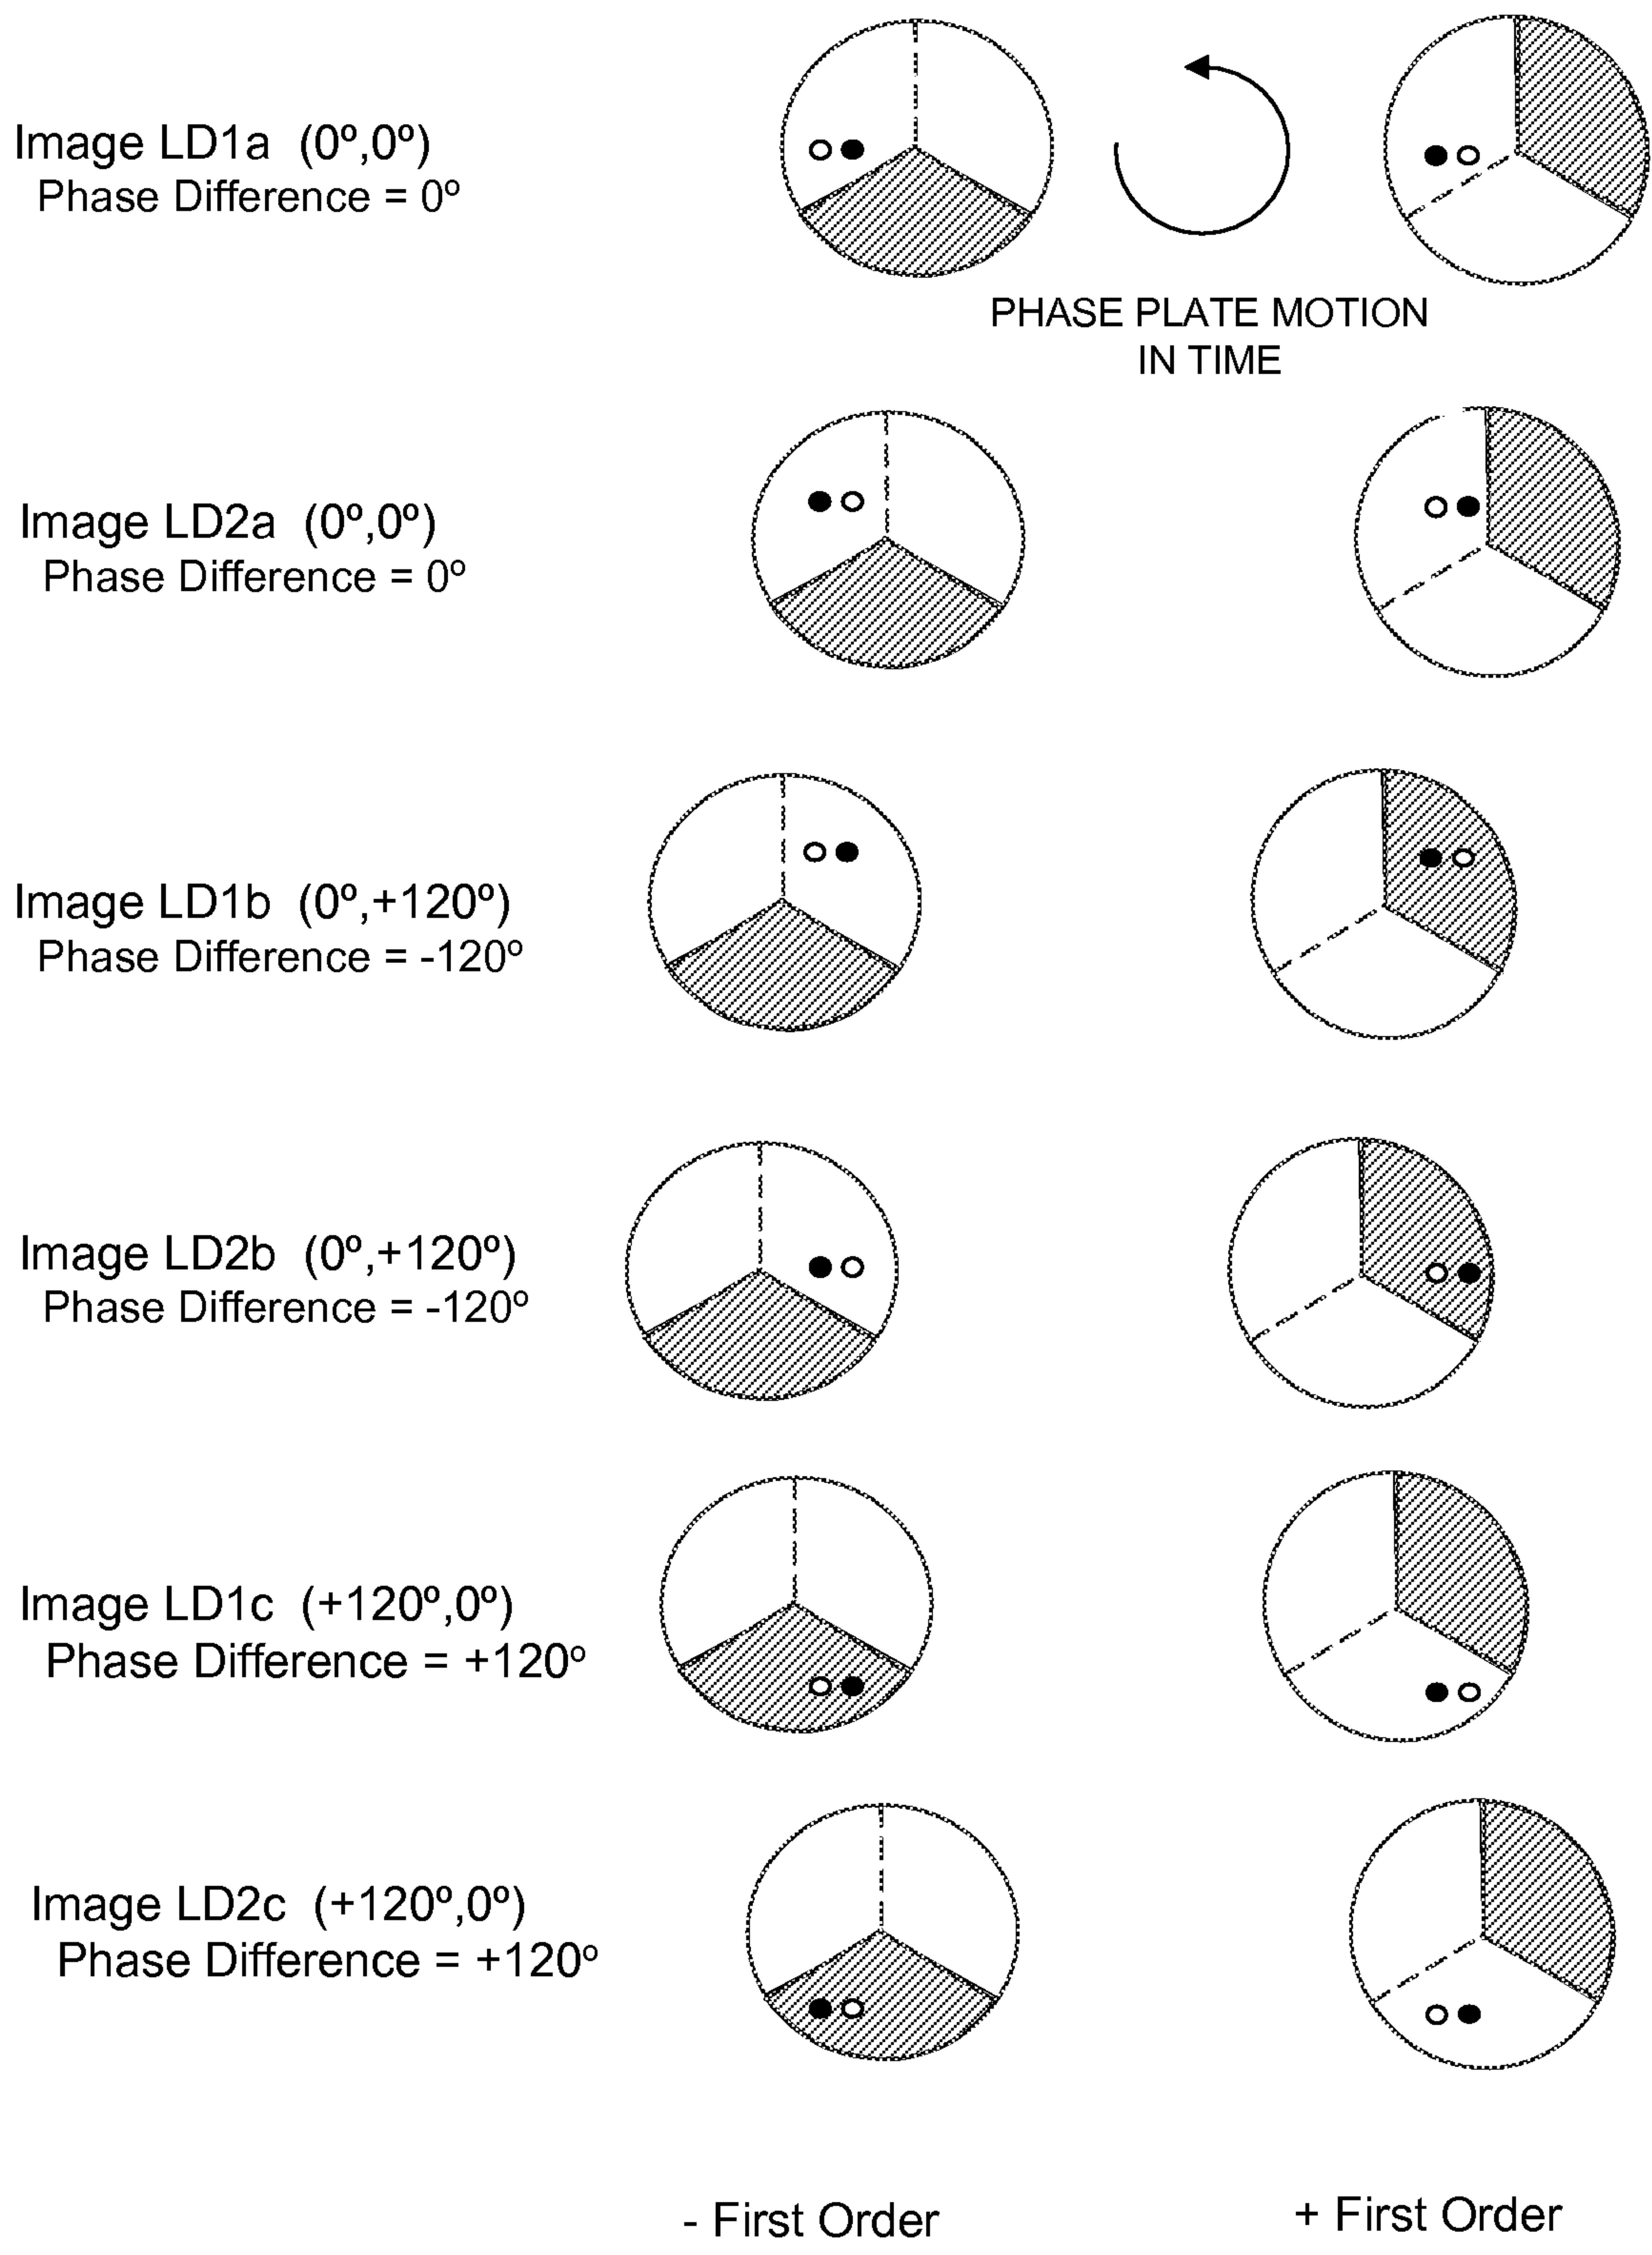 Image LD1a (0º,0º)
Phase Difference = 0º
PHASE PLATE MOTION
IN TIME
Image LD2a (0º,0º)
Phase Difference = 0º
Image LD1b (0º,+120º)
Phase Difference = -120º
Image LD2b (0º,+120º)
Phase Difference = -120º
Image LD1c (+120º,0º)
Phase Difference = +120º
Image LD2c (+120º,0º)
Phase Difference = +120º
- First Order
+ First Order